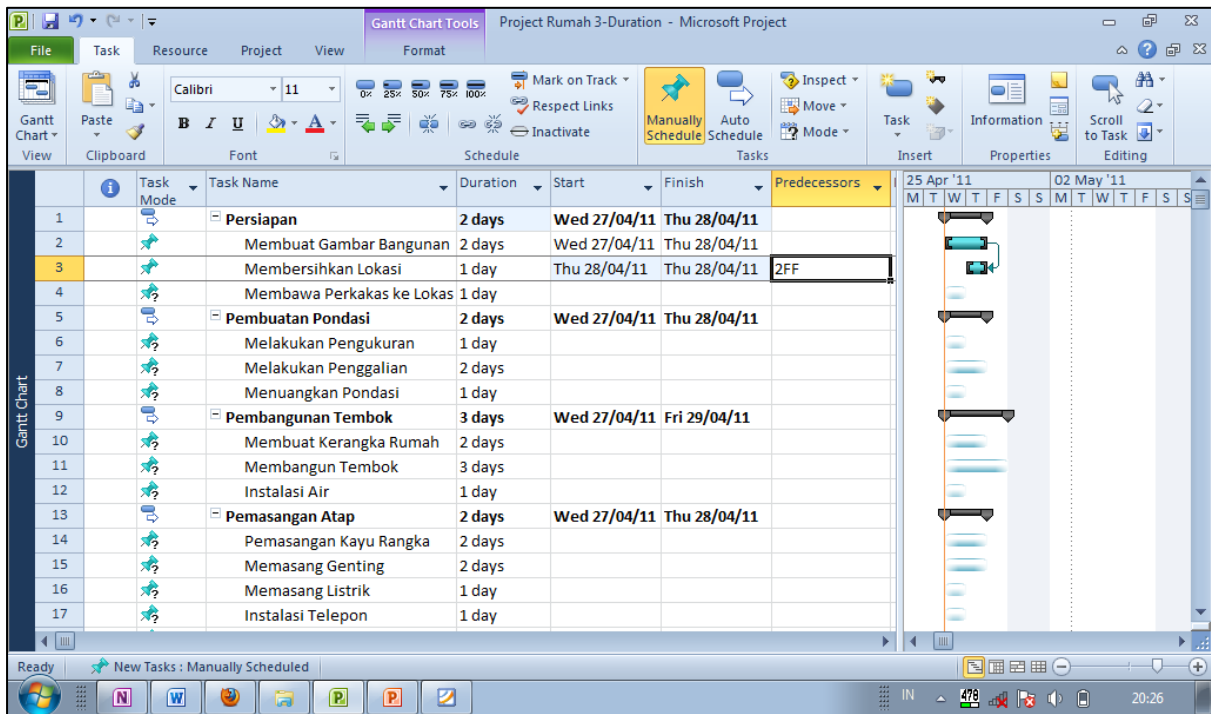 Gantt Chart Tools Project Rumah 3-Duration - Microsoft Project
File Task Resource Project View Format
Gantt Chart
View
Paste
Clipboard
Calibri 11
B I U A
Font
0% 25% 50% 75% 100%
Mark on Track
Respect Links
Inactivate
Schedule
Manually Schedule
Auto Schedule
Inspect
Move
Mode
Tasks
Task
Insert
Information
Properties
Scroll to Task
Editing
Task Mode Task Name Duration Start Finish Predecessors 25 Apr '11 02 May '11
M T W T F S S M T W T F S S
1 Persiapan 2 days Wed 27/04/11 Thu 28/04/11
2 Membuat Gambar Bangunan 2 days Wed 27/04/11 Thu 28/04/11
3 Membersihkan Lokasi 1 day Thu 28/04/11 Thu 28/04/11 2FF
4 Membawa Perkakas ke Lokas 1 day
5 Pembuatan Pondasi 2 days Wed 27/04/11 Thu 28/04/11
6 Melakukan Pengukuran 1 day
7 Melakukan Penggalian 2 days
8 Menuangkan Pondasi 1 day
9 Pembangunan Tembok 3 days Wed 27/04/11 Fri 29/04/11
10 Membuat Kerangka Rumah 2 days
11 Membangun Tembok 3 days
12 Instalasi Air 1 day
13 Pemasangan Atap 2 days Wed 27/04/11 Thu 28/04/11
14 Pemasangan Kayu Rangka 2 days
15 Memasang Genting 2 days
16 Memasang Listrik 1 day
17 Instalasi Telepon 1 day
Gantt Chart
Ready New Tasks : Manually Scheduled
IN 478 20:26